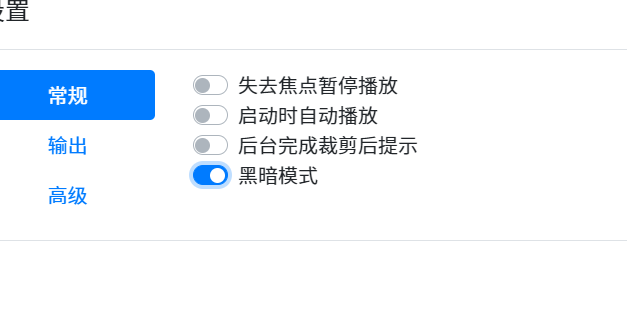 设置
常规
输出
高级
失去焦点暂停播放
启动时自动播放
后台完成裁剪后提示
黑暗模式